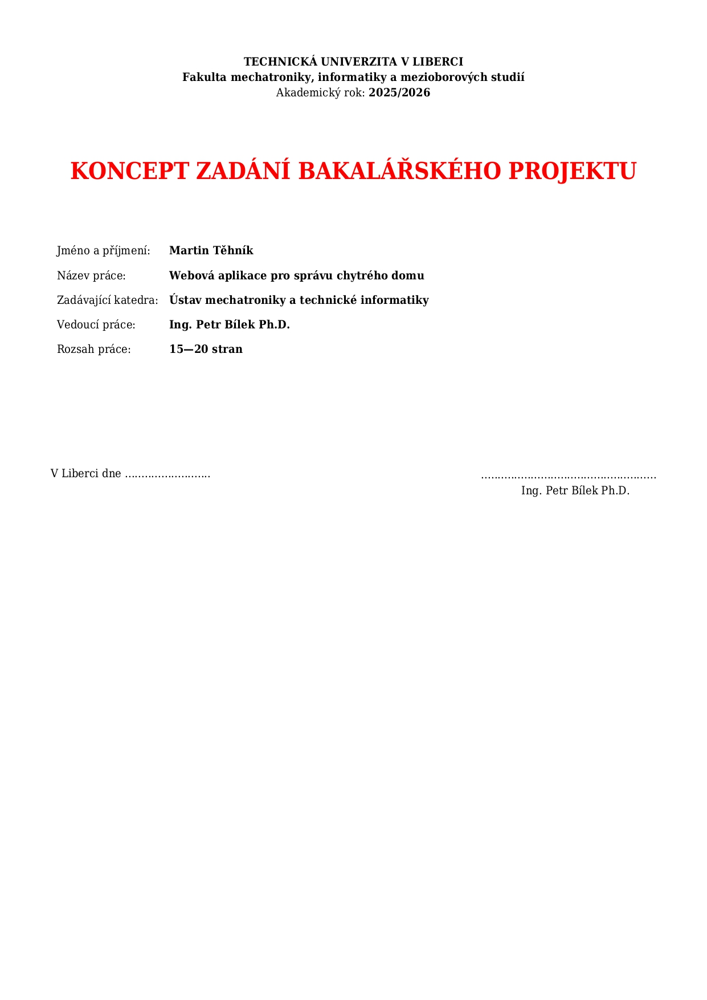 TECHNICKÁ UNIVERZITA V LIBERCI
Fakulta mechatroniky, informatiky a mezioborových studií
Akademický rok: 2025/2026
KONCEPT ZADÁNÍ BAKALÁŘSKÉHO PROJEKTU
Jméno a příjmení: Martin Těhník
Název práce: Webová aplikace pro správu chytrého domu
Zadávající katedra: Ústav mechatroniky a technické informatiky
Vedoucí práce: Ing. Petr Bílek Ph.D.
Rozsah práce: 15—20 stran
V Liberci dne ..........................
.....................................................
Ing. Petr Bílek Ph.D.